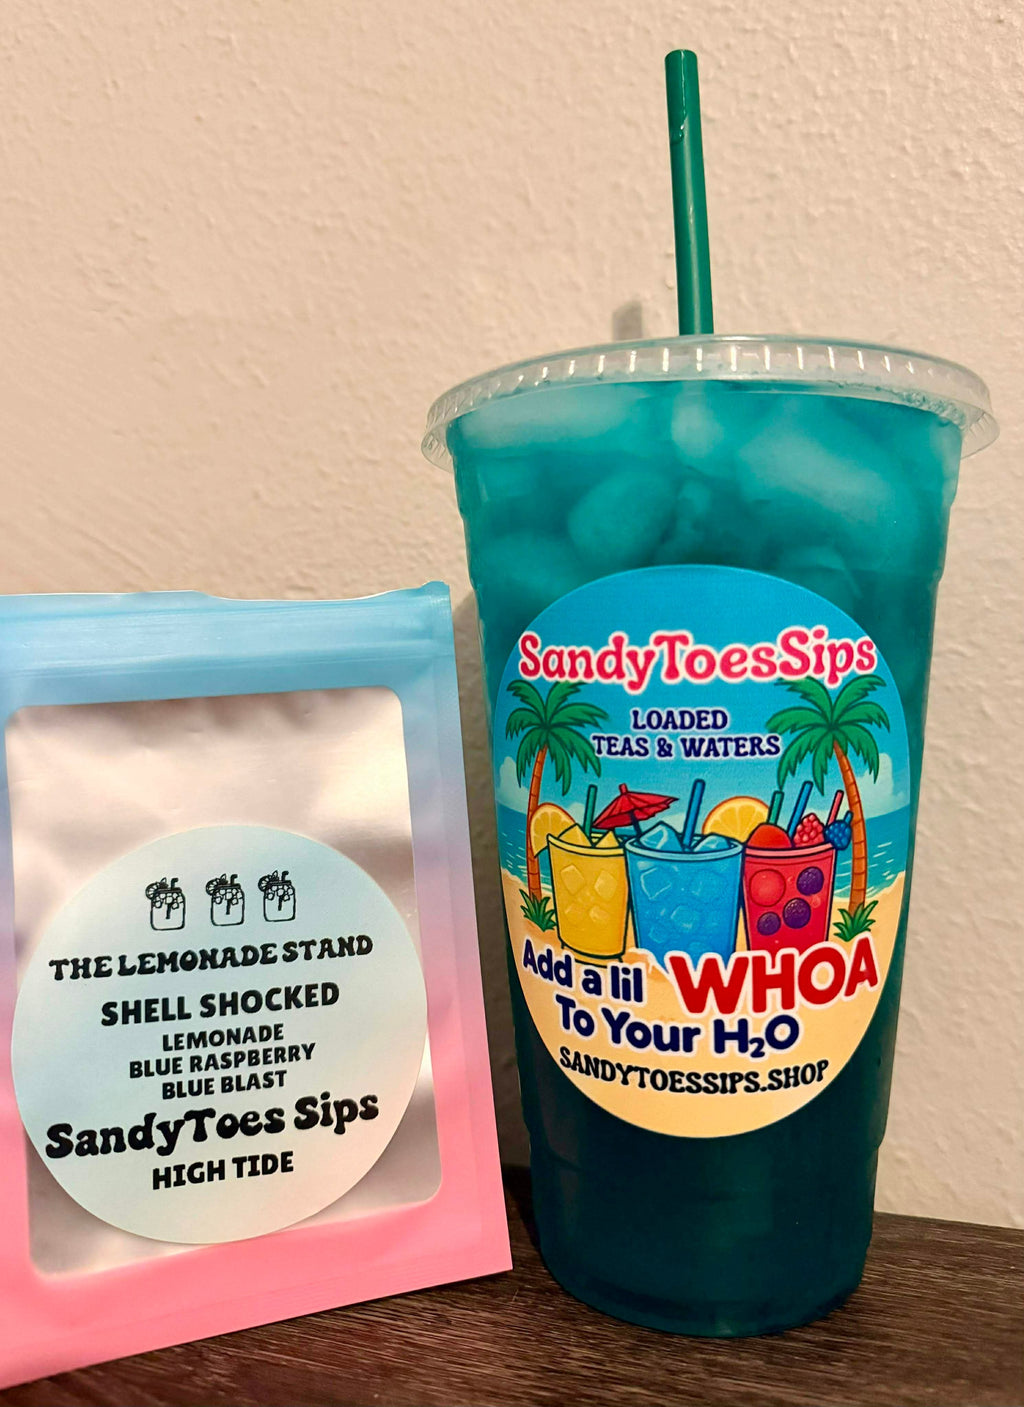 THE LEMONADE STAND
SHELL SHOCKED
LEMONADE
BLUE RASPBERRY
BLUE BLAST
SandyToes Sips
HIGH TIDE
SandyToesSips
LOADED
TEAS & WATERS
Add a lil WHOA
To Your H₂O
SANDYTOESSIPS.SHOP